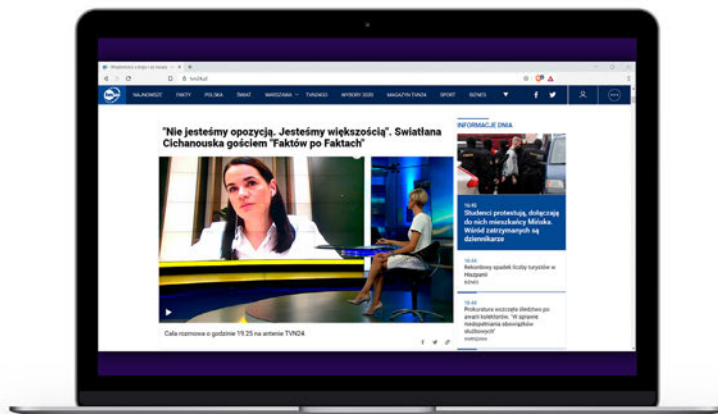 tvn24.pl
NAJNOWSZE FAKTY POLSKA ŚWIAT WARSZAWA TVN24GO WYBORY 2020 MAGAZYN TVN24 SPORT BIZNES
"Nie jesteśmy opozycją. Jesteśmy większością". Swiatłana
Cichanouska gościem "Faktów po Faktach"
Cała rozmowa o godzinie 19.25 na antenie TVN24
INFORMACJE DNIA
Studenci protestują, dołączają
do nich mieszkańcy Mińska.
Wśród zatrzymanych są
dziennikarze
Rekordowy spadek liczby turystów w
Hiszpanii
BIZNES
Prokuratura wszczęła śledztwo po
awarii kolektorów. "W sprawie
niedopełnienia obowiązków
służbowych"
WARSZAWA